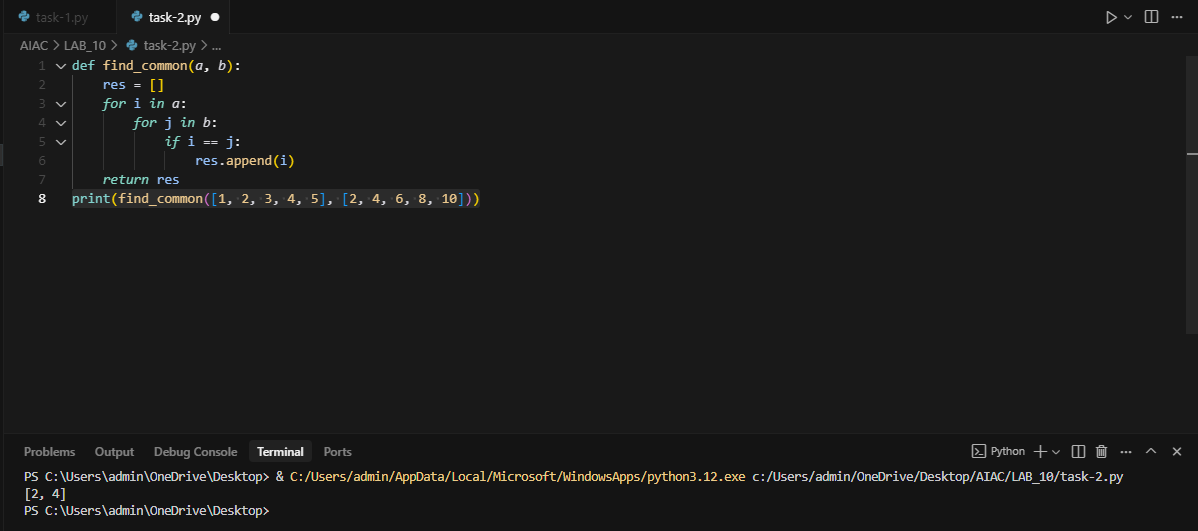 task-1.py task-2.py
AIAC > LAB_10 > task-2.py > ...
1 def find_common(a, b):
2     res = []
3     for i in a:
4         for j in b:
5             if i == j:
6                 res.append(i)
7     return res
8 print(find_common([1, 2, 3, 4, 5], [2, 4, 6, 8, 10]))
Problems Output Debug Console Terminal Ports Python
PS C:\Users\admin\OneDrive\Desktop> & C:/Users/admin/AppData/Local/Microsoft/WindowsApps/python3.12.exe c:/Users/admin/OneDrive/Desktop/AIAC/LAB_10/task-2.py
[2, 4]
PS C:\Users\admin\OneDrive\Desktop>